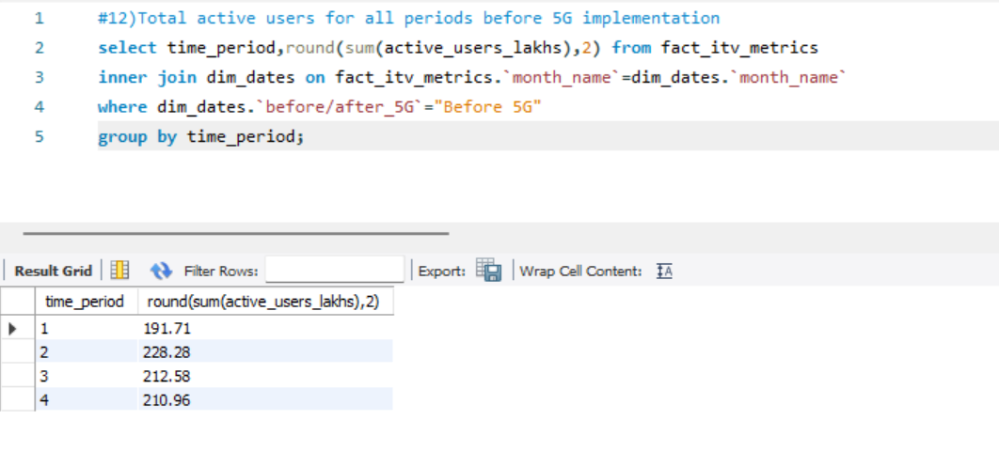 1 #12)Total active users for all periods before 5G implementation
2 select time_period,round(sum(active_users_lakhs),2) from fact_itv_metrics
3 inner join dim_dates on fact_itv_metrics.`month_name`=dim_dates.`month_name`
4 where dim_dates.`before/after_5G`="Before 5G"
5 group by time_period;
Result Grid Filter Rows: Export: Wrap Cell Content: IA
time_period round(sum(active_users_lakhs),2)
1 191.71
2 228.28
3 212.58
4 210.96